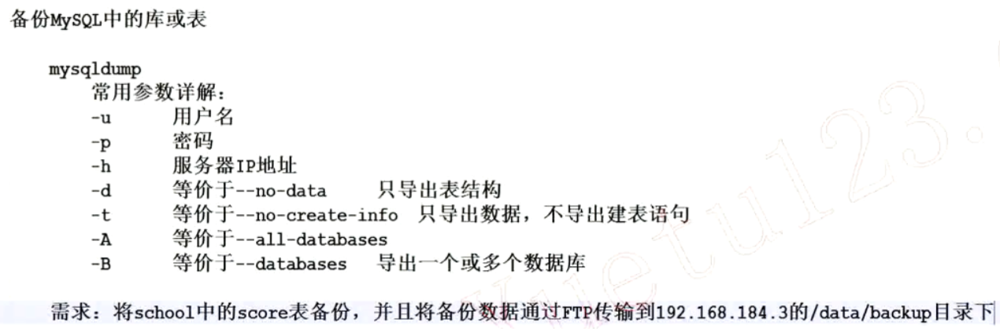 备份MySQL中的库或表
mysqldump
常用参数详解：
-u 用户名
-p 密码
-h 服务器IP地址
-d 等价于--no-data 只导出表结构
-t 等价于--no-create-info 只导出数据，不导出建表语句
-A 等价于--all-databases
-B 等价于--databases 导出一个或多个数据库
需求：将school中的score表备份，并且将备份数据通过FTP传输到192.168.184.3的/data/backup目录下